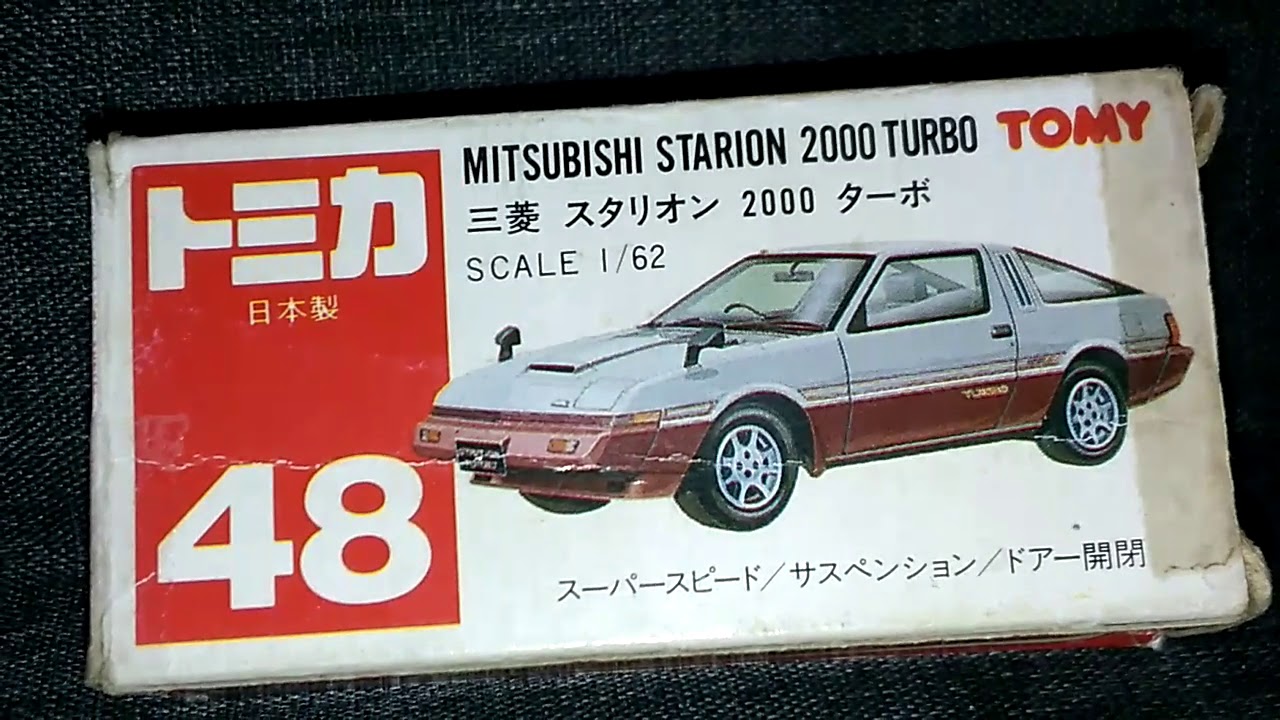 トミカ
日本製
48
MITSUBISHI STARION 2000 TURBO TOMY
三菱 スタリオン 2000 ターボ
SCALE 1/62
TURBO
スーパースピード/サスペンション/ドアー開閉